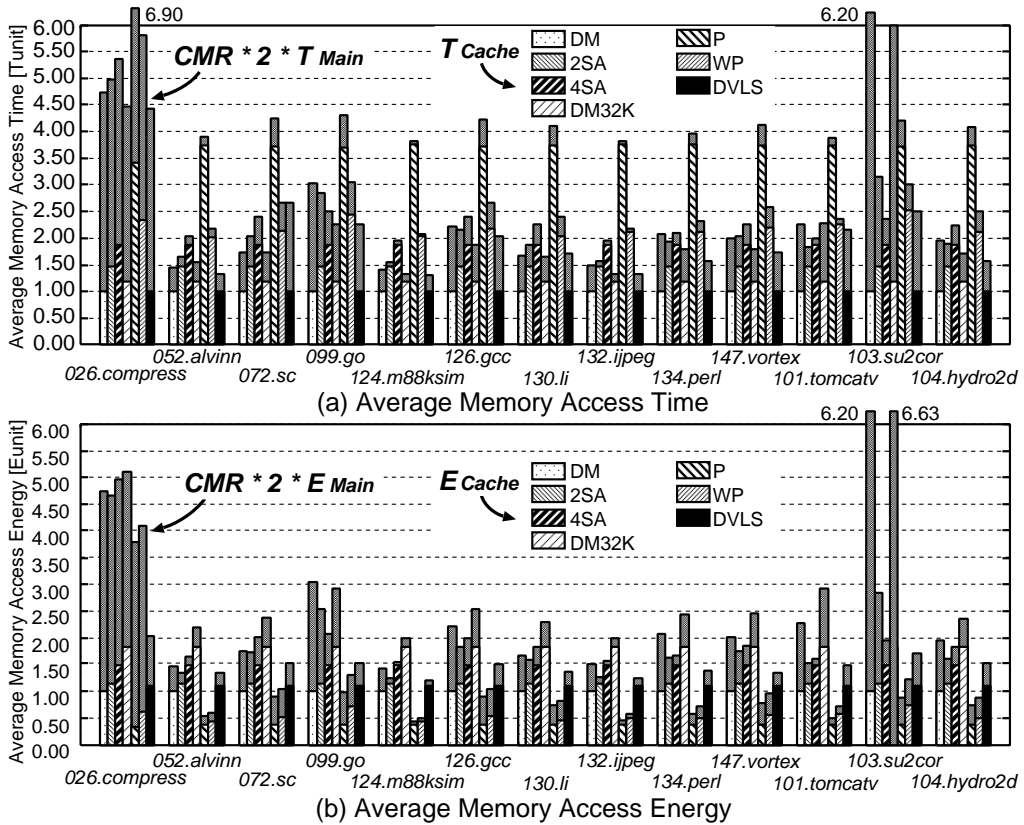 6.90
6.20
Average Memory Access Time [Tunit]
6.00
5.50
5.00
4.50
4.00
3.50
3.00
2.50
2.00
1.50
1.00
0.00
CMR * 2 * T Main
T Cache
DM
2SA
4SA
DM32K
P
WP
DVLS
052.alvinn
099.go
126.gcc
132.ijpeg
147.vortex
103.su2cor
026.compress
072.sc
124.m88ksim
130.li
134.perl
101.tomcatv
104.hydro2d
(a) Average Memory Access Time
6.20
6.63
Average Memory Access Energy [Eunit]
6.00
5.50
5.00
4.50
4.00
3.00
2.50
2.00
1.50
1.00
0.50
0.00
CMR * 2 * E Main
E Cache
DM
2SA
4SA
DM32K
P
WP
DVLS
052.alvinn
099.go
126.gcc
132.ijpeg
147.vortex
103.su2cor
026.compress
072.sc
124.m88ksim
130.li
134.perl
101.tomcatv
104.hydro2d
(b) Average Memory Access Energy